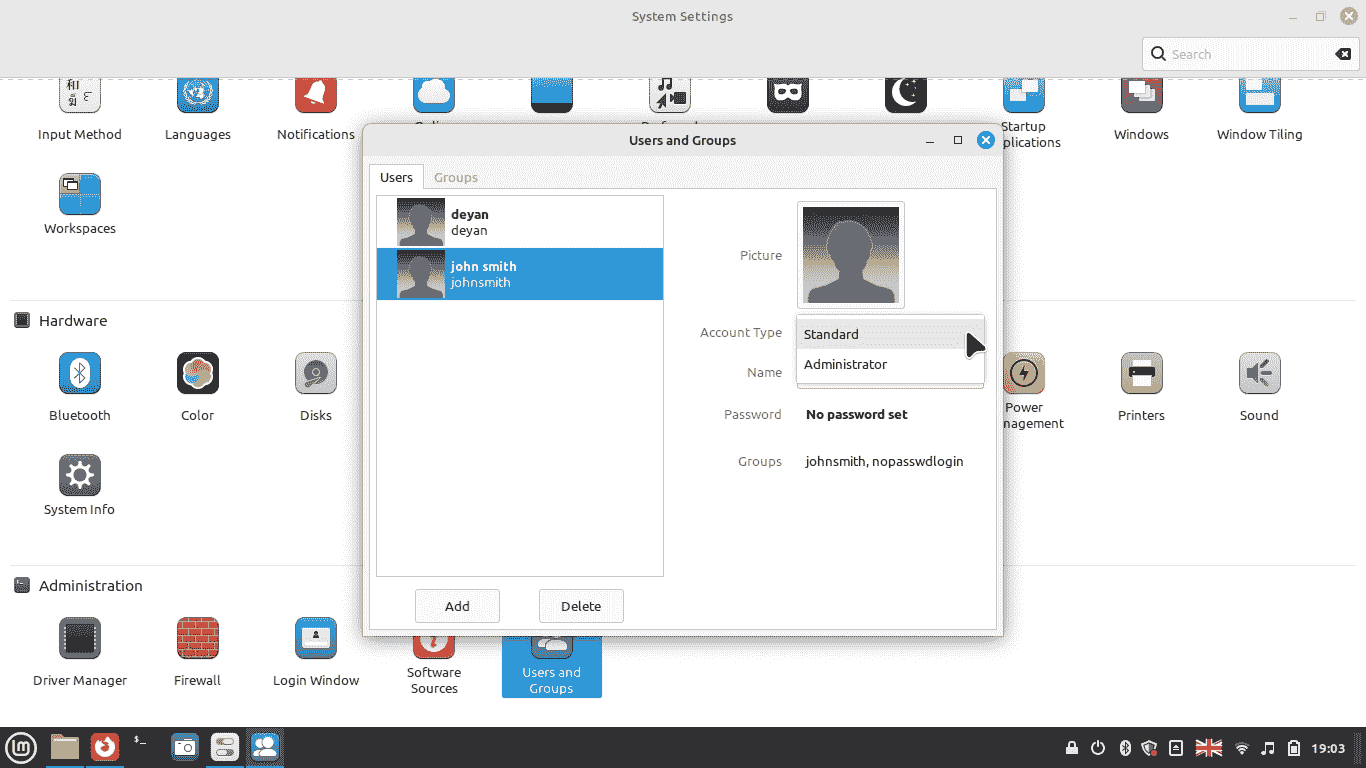 System Settings
Search
Input Method
Languages
Notifications
Startup
Windows
Window Tiling
Workspaces
Users and Groups
Users
Groups
deyan
deyan
john smith
johnsmith
Picture
Account Type
Standard
Administrator
Name
Password
No password set
Groups
johnsmith, nopasswdlogin
Add
Delete
Hardware
Bluetooth
Color
Disks
Power
Printers
Sound
System Info
Administration
Driver Manager
Firewall
Login Window
Software
Sources
Users and
Groups
19:03